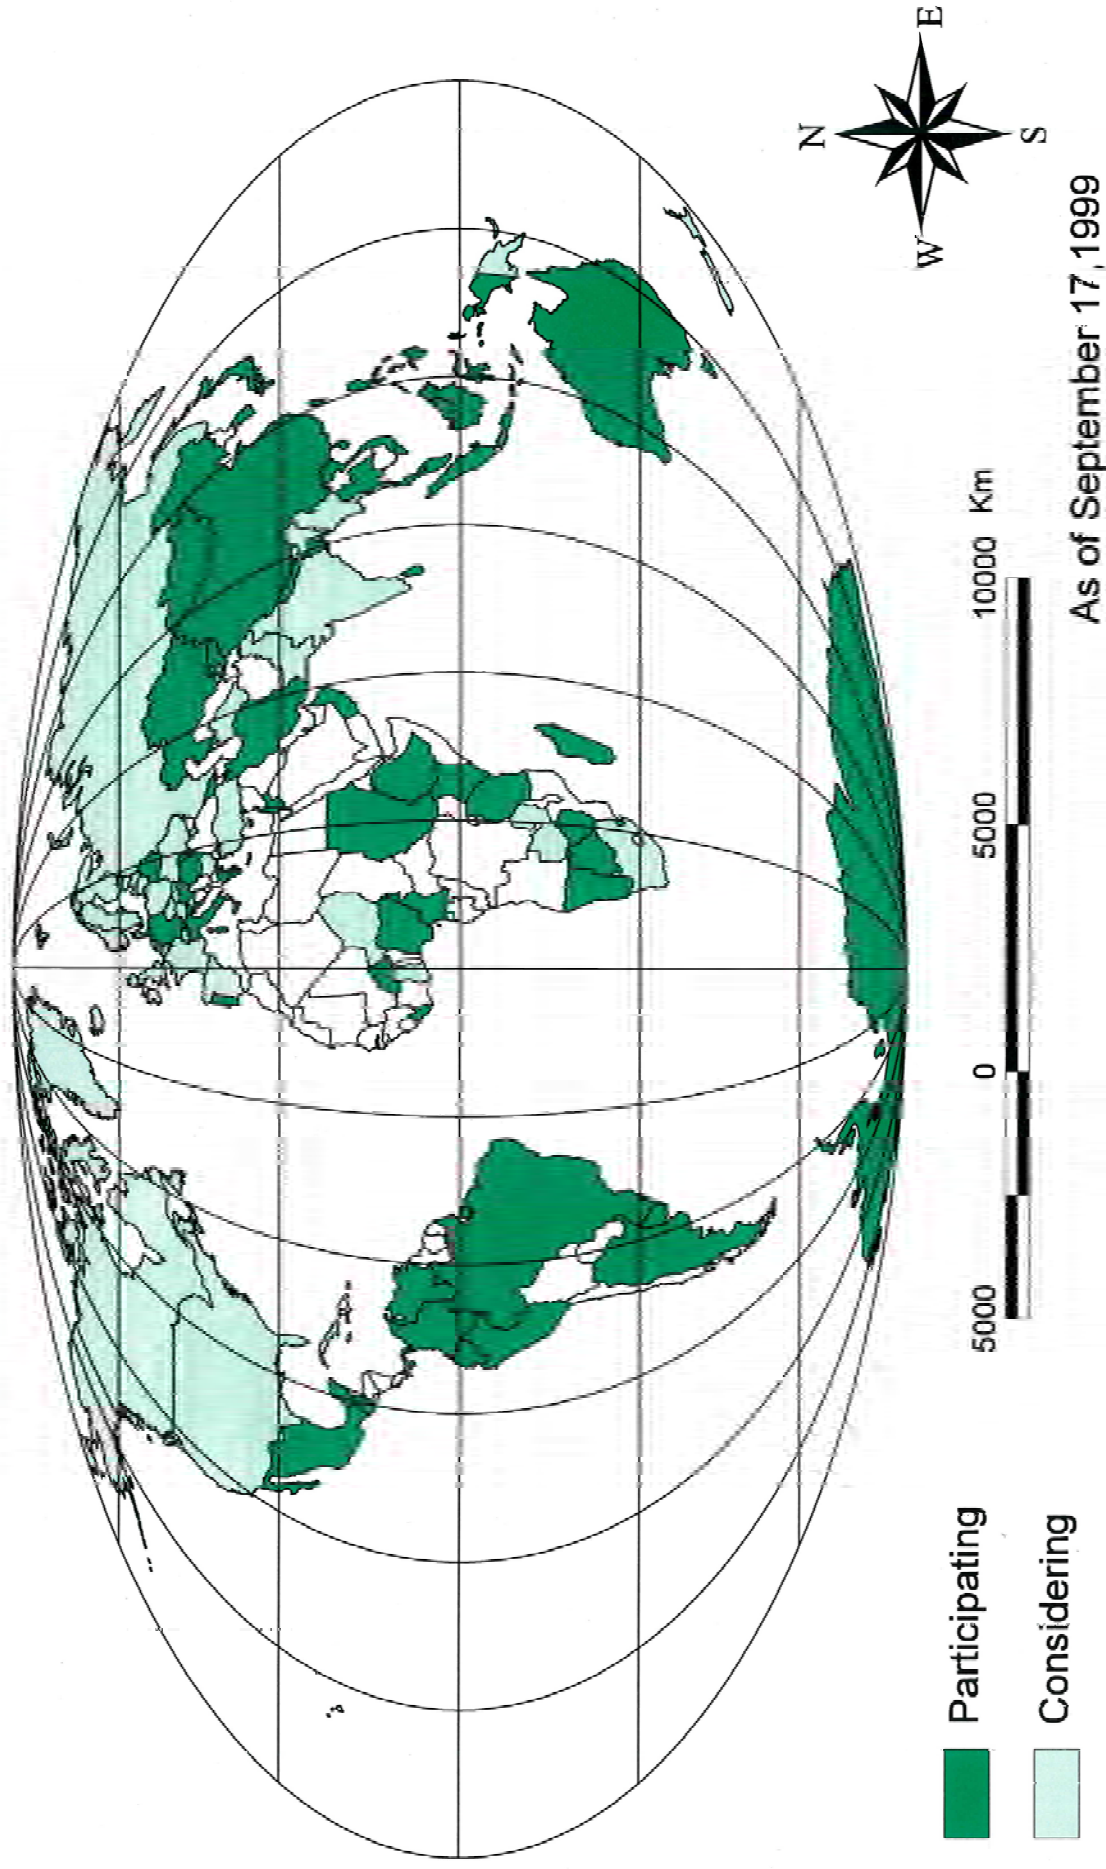 N
W
E
S
5000
0
5000
10000 Km
Participating
Considering
As of September 17,1999